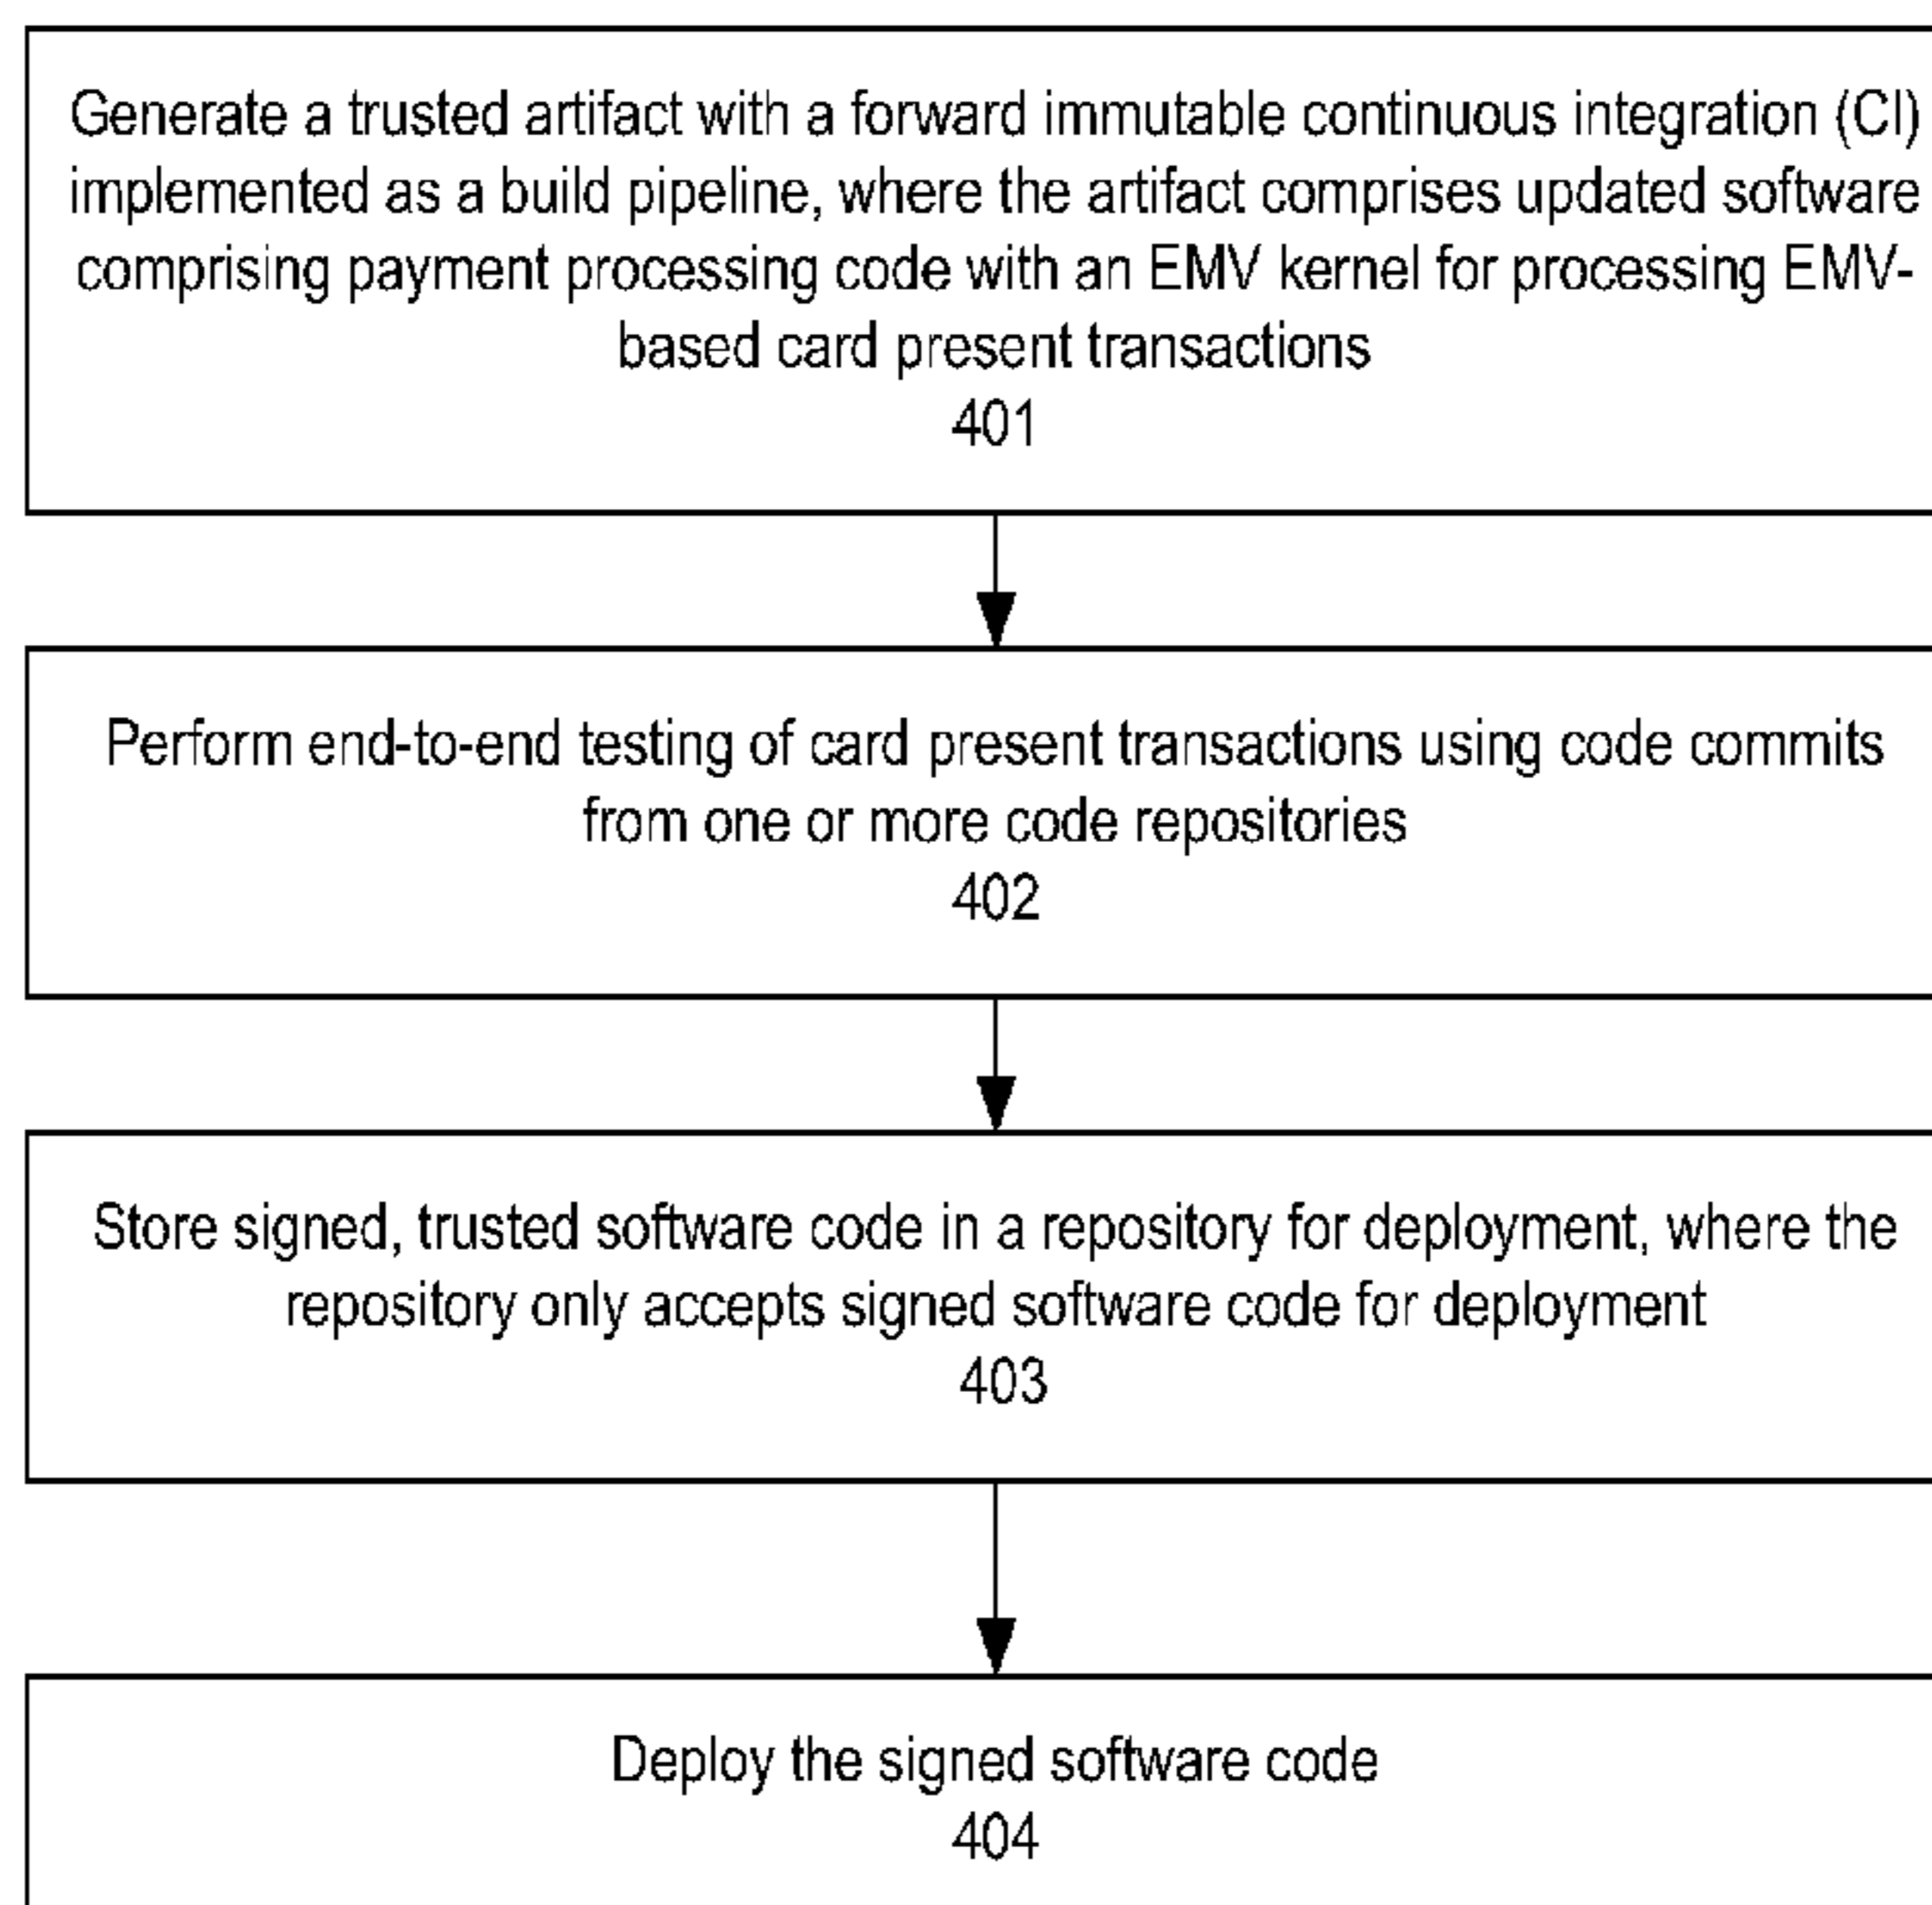 Generate a trusted artifact with a forward immutable continuous integration (CI)
implemented as a build pipeline, where the artifact comprises updated software
comprising payment processing code with an EMV kernel for processing EMV-
based card present transactions
401
Perform end-to-end testing of card present transactions using code commits
from one or more code repositories
402
Store signed, trusted software code in a repository for deployment, where the
repository only accepts signed software code for deployment
403
Deploy the signed software code
404